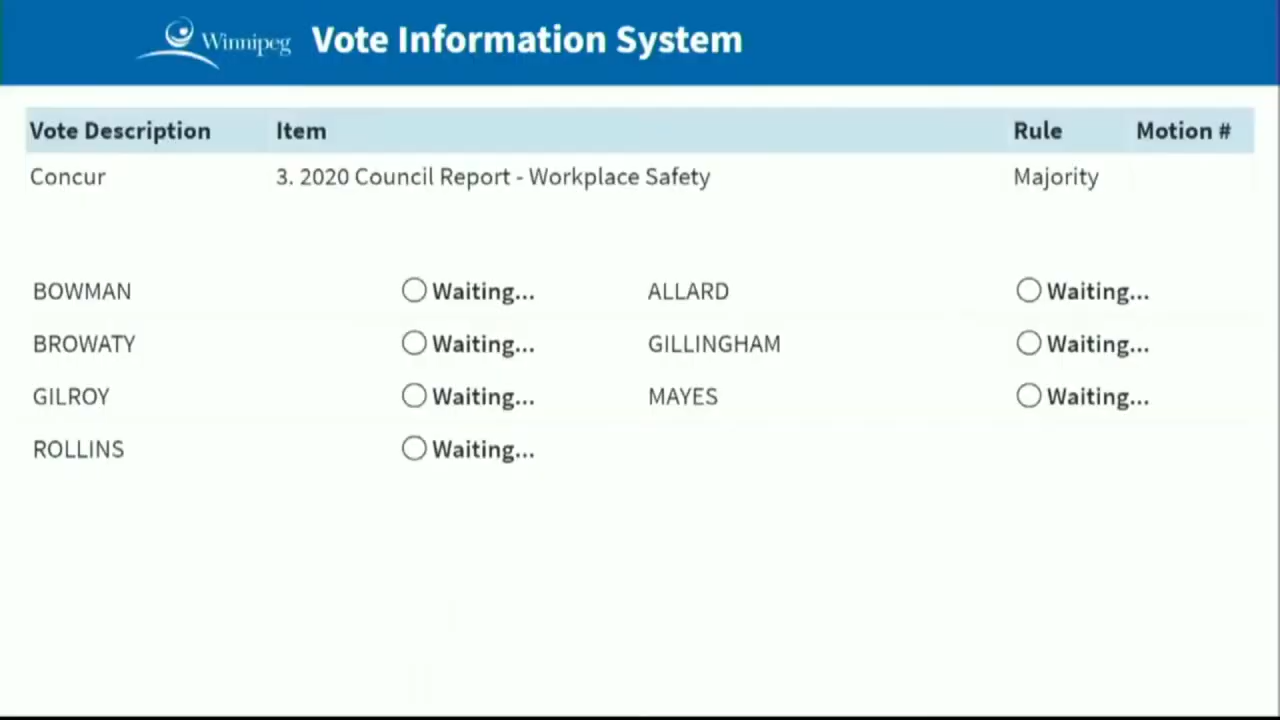 Winnipeg Vote Information System
Vote Description Item Rule Motion #
Concur 3. 2020 Council Report - Workplace Safety Majority
BOWMAN Waiting... ALLARD Waiting...
BROWATY Waiting... GILLINGHAM Waiting...
GILROY Waiting... MAYES Waiting...
ROLLINS Waiting...